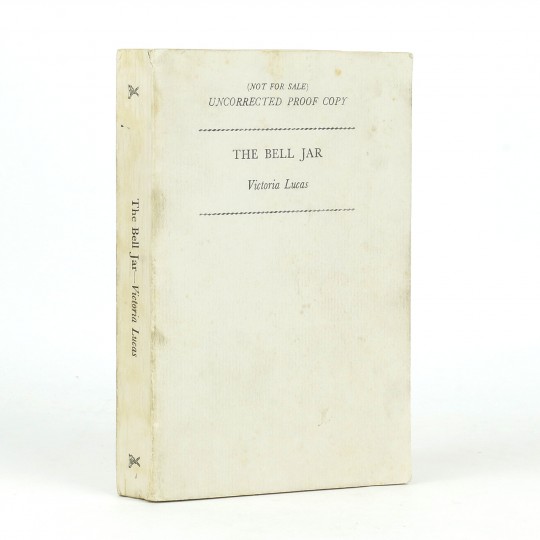 (NOT FOR SALE)
UNCORRECTED PROOF COPY
THE BELL JAR
Victoria Lucas
The Bell Jar—Victoria Lucas